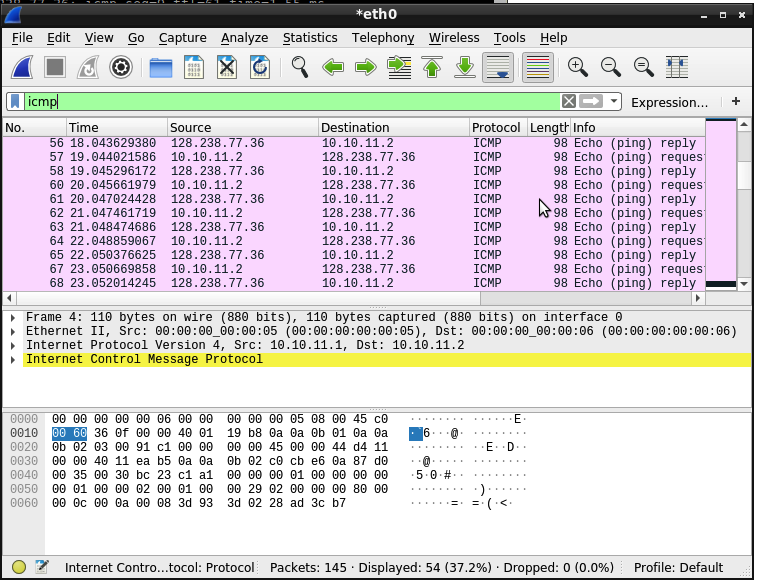 *eth0
File Edit View Go Capture Analyze Statistics Telephony Wireless Tools Help
icmp Expression... +
No. Time Source Destination Protocol Length Info
56 18.043629380 128.238.77.36 10.10.11.2 ICMP 98 Echo (ping) reply
57 19.044021586 10.10.11.2 128.238.77.36 ICMP 98 Echo (ping) reques
58 19.045296172 128.238.77.36 10.10.11.2 ICMP 98 Echo (ping) reply
60 20.045661979 10.10.11.2 128.238.77.36 ICMP 98 Echo (ping) reques
61 20.047024428 128.238.77.36 10.10.11.2 ICMP 98 Echo (ping) reply
62 21.047461719 10.10.11.2 128.238.77.36 ICMP 98 Echo (ping) reques
63 21.048474686 128.238.77.36 10.10.11.2 ICMP 98 Echo (ping) reply
64 22.048859067 10.10.11.2 128.238.77.36 ICMP 98 Echo (ping) reques
65 22.050376625 128.238.77.36 10.10.11.2 ICMP 98 Echo (ping) reply
67 23.050669858 10.10.11.2 128.238.77.36 ICMP 98 Echo (ping) reques
68 23.052014245 128.238.77.36 10.10.11.2 ICMP 98 Echo (ping) reply
Frame 4: 110 bytes on wire (880 bits), 110 bytes captured (880 bits) on interface 0
Ethernet II, Src: 00:00:00_00:00:05 (00:00:00:00:00:05), Dst: 00:00:00_00:00:06 (00:00:00:00:00:06)
Internet Protocol Version 4, Src: 10.10.11.1, Dst: 10.10.11.2
Internet Control Message Protocol
0000 00 00 00 00 00 06 00 00 00 00 00 05 08 00 45 c0 ········ ······E·
0010 00 60 36 0f 00 00 40 01 19 b8 0a 0a 0b 01 0a 0a ·`6···@· ········
0020 0b 02 03 00 91 c1 00 00 00 00 45 00 00 44 d4 11 ········ ··E··D··
0030 00 00 40 11 ea b5 0a 0a 0b 02 c0 cb e6 0a 87 d0 ··@····· ········
0040 00 35 00 30 bc 23 c1 a1 00 00 00 01 00 00 00 00 ·5·0·#·· ········
0050 00 01 00 00 02 00 01 00 00 29 02 00 00 00 80 00 ········ ·)······
0060 00 0c 00 0a 00 08 3d 93 3d 02 28 ad 3c b7 ······=· =·(·<·
Internet Contro...tocol: Protocol Packets: 145 · Displayed: 54 (37.2%) · Dropped: 0 (0.0%) Profile: Default